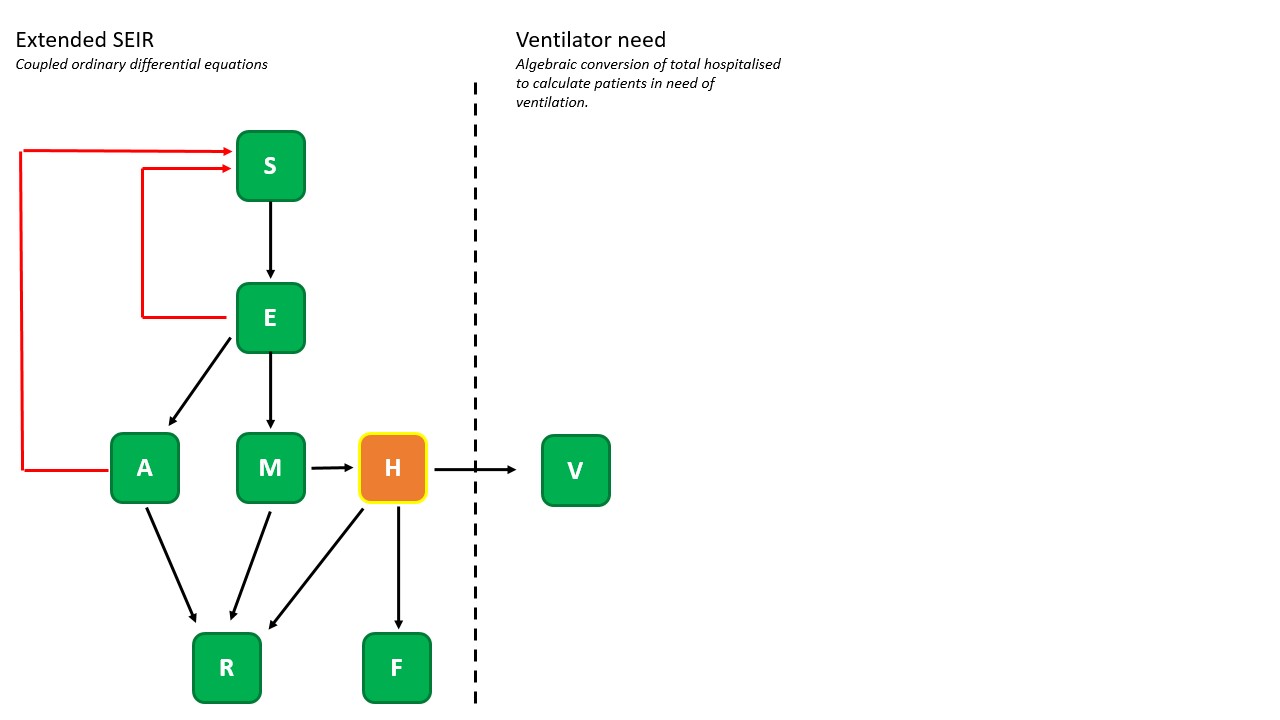 Extended SEIR
Coupled ordinary differential equations
Ventilator need
Algebraic conversion of total hospitalised
to calculate patients in need of
ventilation.
S
E
A
M
H
V
R
F